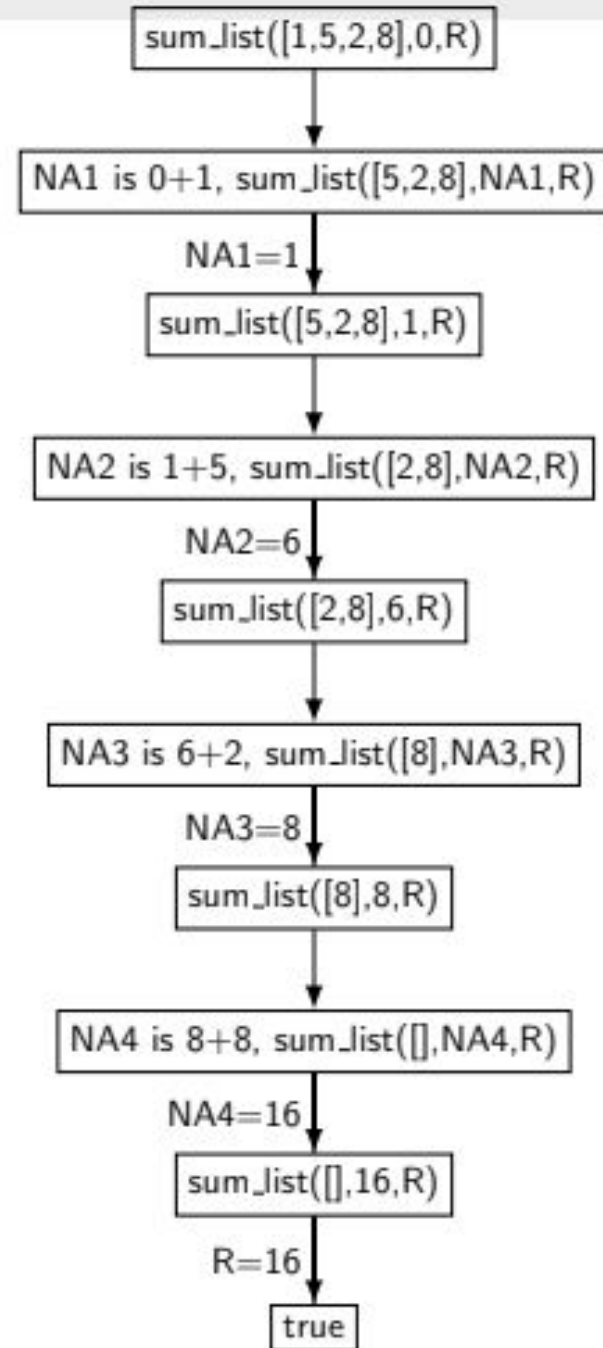 sum_list([1,5,2,8],0,R)
NA1 is 0+1, sum_list([5,2,8],NA1,R)
NA1=1
sum_list([5,2,8],1,R)
NA2 is 1+5, sum_list([2,8],NA2,R)
NA2=6
sum_list([2,8],6,R)
NA3 is 6+2, sum_list([8],NA3,R)
NA3=8
sum_list([8],8,R)
NA4 is 8+8, sum_list([],NA4,R)
NA4=16
sum_list([],16,R)
R=16
true